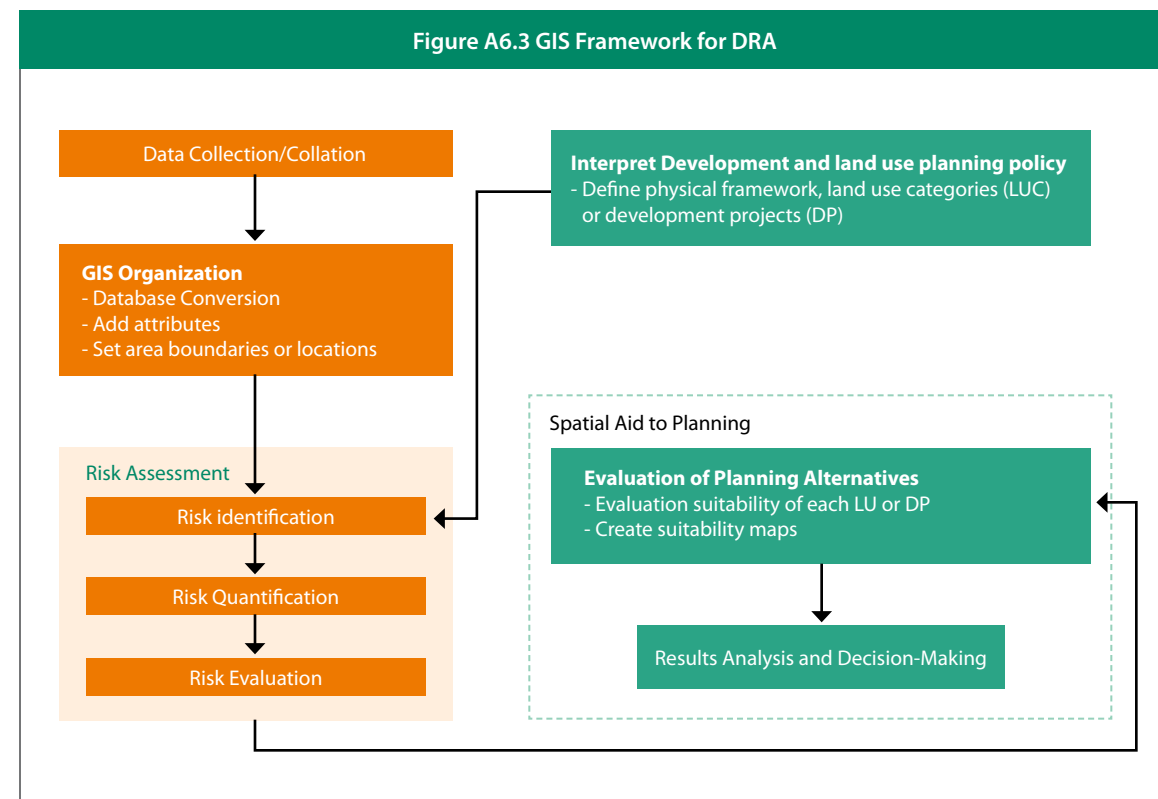 Figure A6.3 GIS Framework for DRA
Data Collection/Collation
GIS Organization
- Database Conversion
- Add attributes
- Set area boundaries or locations
Risk Assessment
Risk identification
Risk Quantification
Risk Evaluation
Interpret Development and land use planning policy
- Define physical framework, land use categories (LUC)
or development projects (DP)
Spatial Aid to Planning
Evaluation of Planning Alternatives
- Evaluation suitability of each LU or DP
- Create suitability maps
Results Analysis and Decision-Making